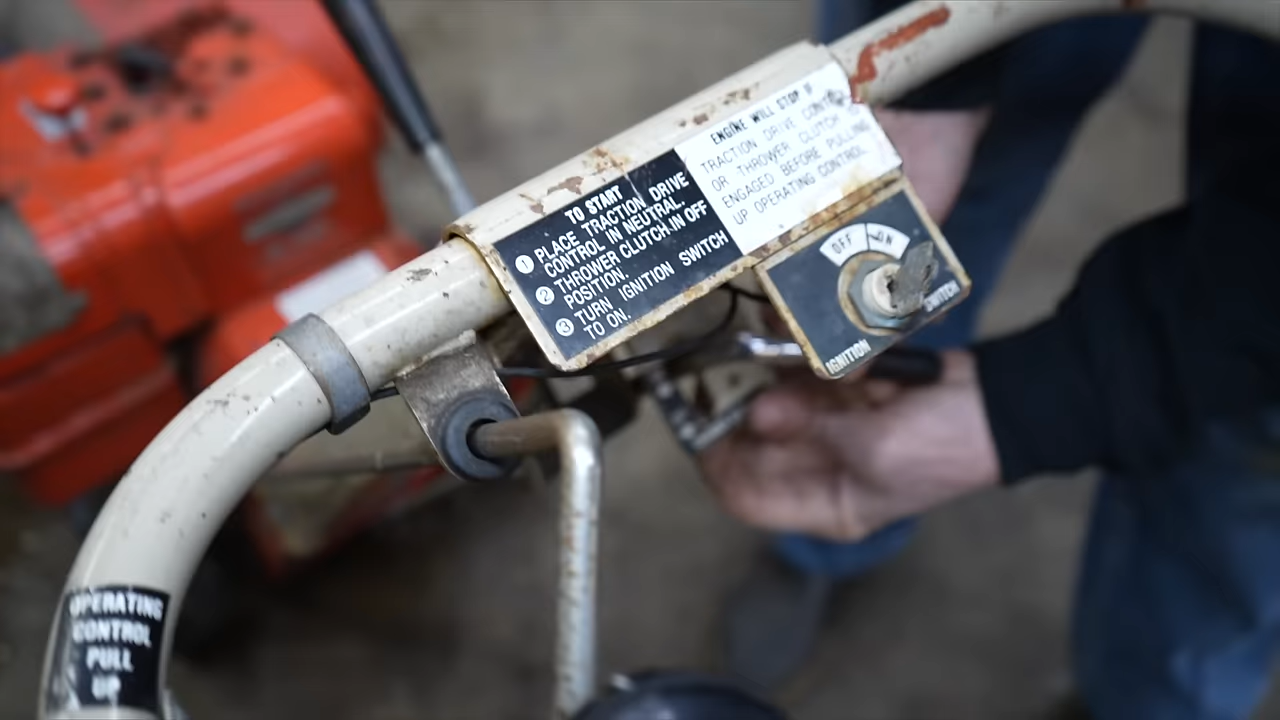 TO START
① PLACE TRACTION DRIVE
CONTROL IN NEUTRAL.
② THROWER CLUTCH.IN OFF
POSITION.
③ TURN IGNITION SWITCH
TO ON.
ENGINE WILL STOP IF
TRACTION DRIVE CONTROL
OR THROWER CLUTCH
ENGAGED BEFORE PULLING
UP OPERATING CONTROL
OFF
ON
IGNITION
SWITCH
OPERATING
CONTROL
PULL
UP